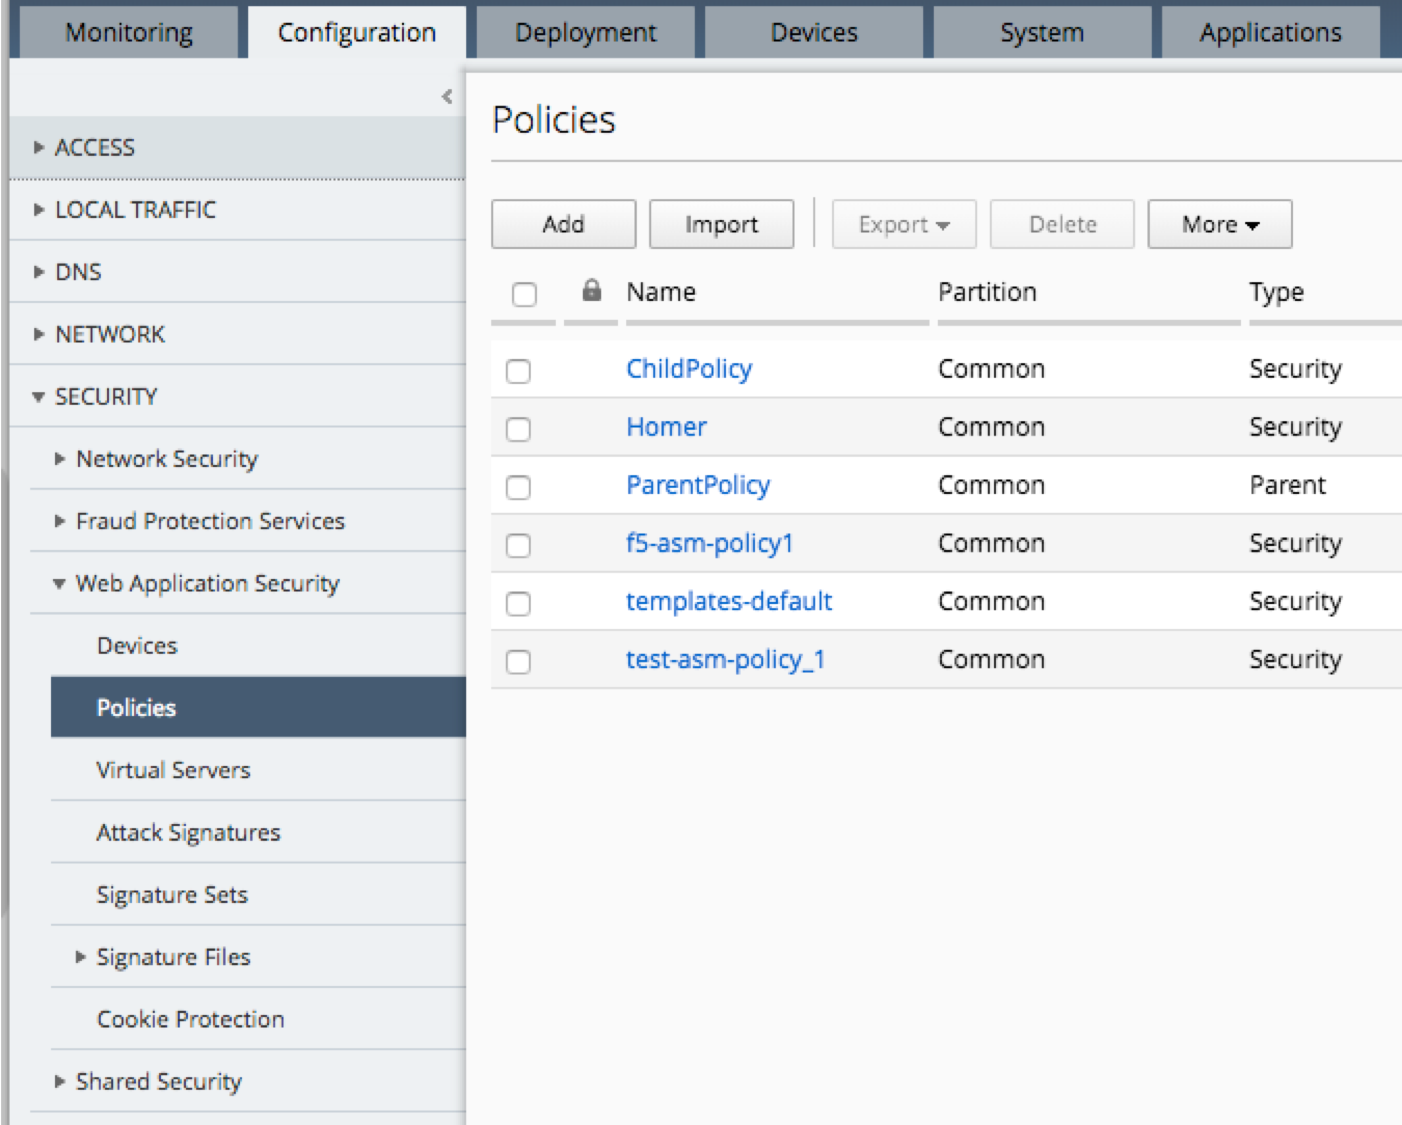 Monitoring Configuration Deployment Devices System Applications
ACCESS
LOCAL TRAFFIC
DNS
NETWORK
SECURITY
Network Security
Fraud Protection Services
Web Application Security
Devices
Policies
Virtual Servers
Attack Signatures
Signature Sets
Signature Files
Cookie Protection
Shared Security
Policies
Add Import Export Delete More
Name Partition Type
ChildPolicy Common Security
Homer Common Security
ParentPolicy Common Parent
f5-asm-policy1 Common Security
templates-default Common Security
test-asm-policy_1 Common Security